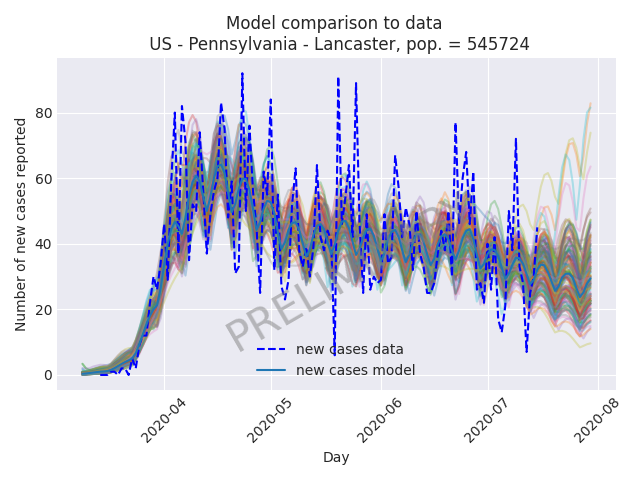 Model comparison to data
US - Pennsylvania - Lancaster, pop. = 545724
Number of new cases reported
80
60
40
20
0
new cases data
new cases model
2020-04
2020-05
2020-06
2020-07
2020-08
Day